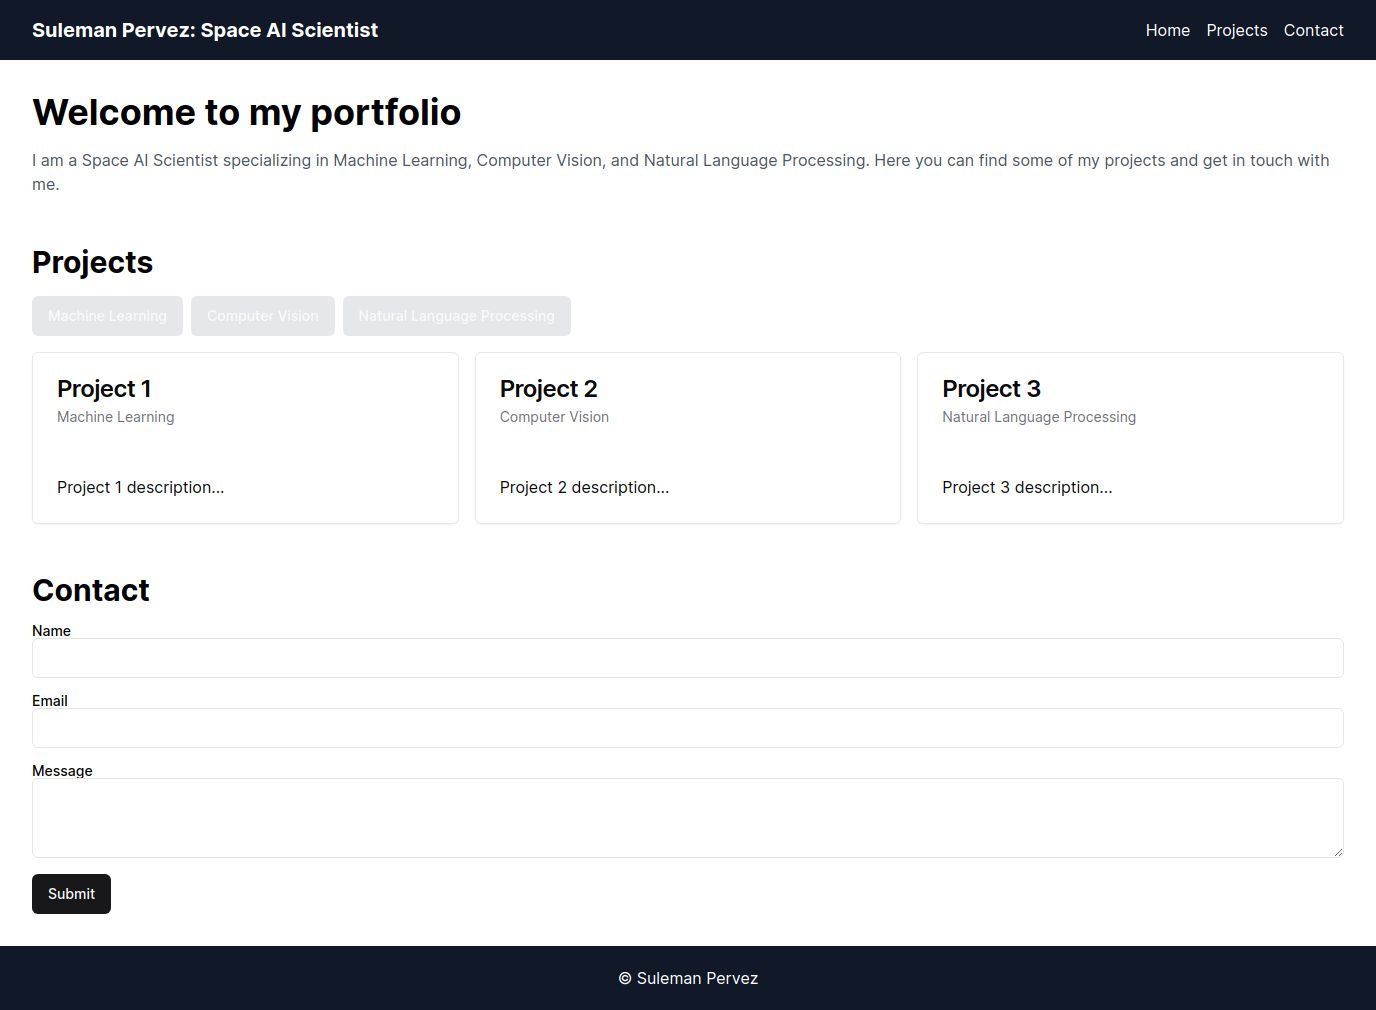 Suleman Pervez: Space AI Scientist
Home Projects Contact
Welcome to my portfolio
I am a Space AI Scientist specializing in Machine Learning, Computer Vision, and Natural Language Processing. Here you can find some of my projects and get in touch with
me.
Projects
Machine Learning Computer Vision Natural Language Processing
Project 1
Machine Learning
Project 1 description...
Project 2
Computer Vision
Project 2 description...
Project 3
Natural Language Processing
Project 3 description...
Contact
Name
Email
Message
Submit
© Suleman Pervez